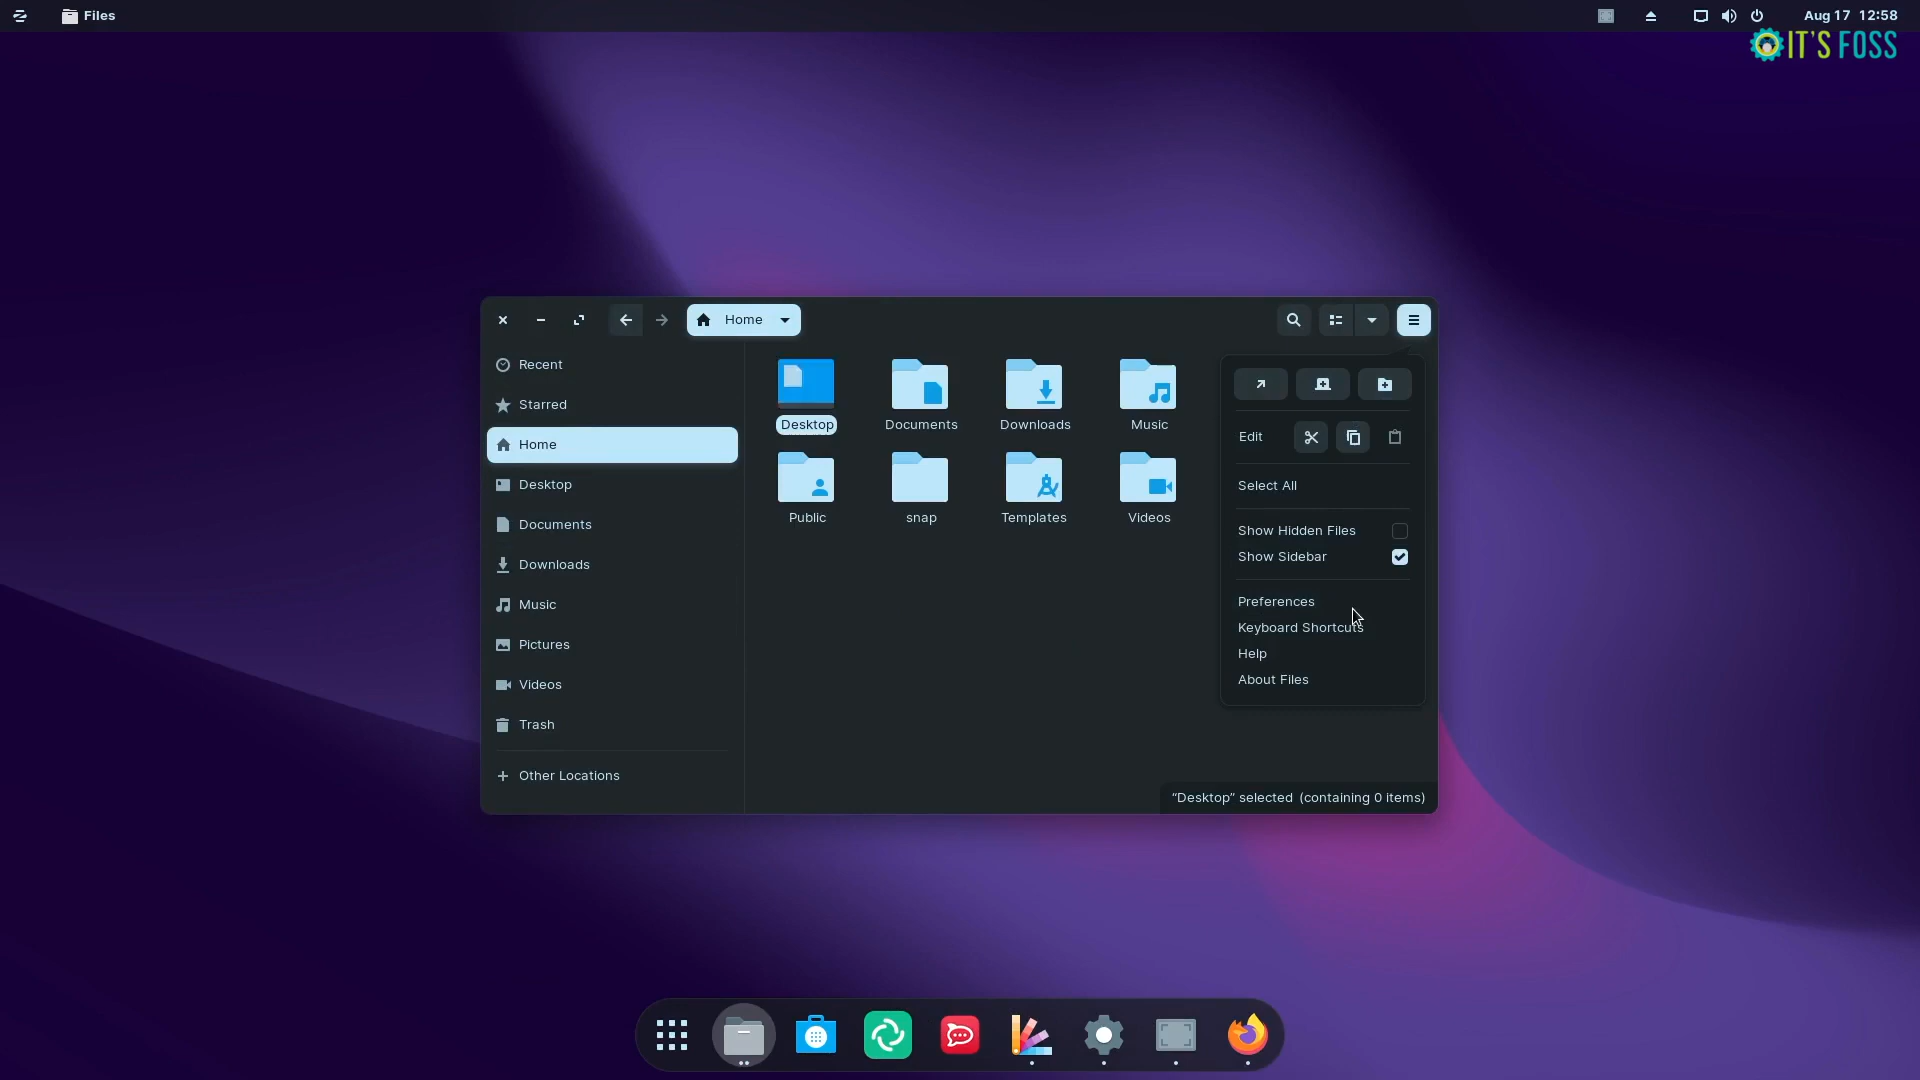 Files
Aug 17 12:58
IT'S FOSS
Home
Recent
Starred
Home
Desktop
Documents
Downloads
Music
Pictures
Videos
Trash
Other Locations
Desktop
Documents
Downloads
Music
Public
snap
Templates
Videos
Edit
Select All
Show Hidden Files
Show Sidebar
Preferences
Keyboard Shortcuts
Help
About Files
“Desktop” selected (containing 0 items)